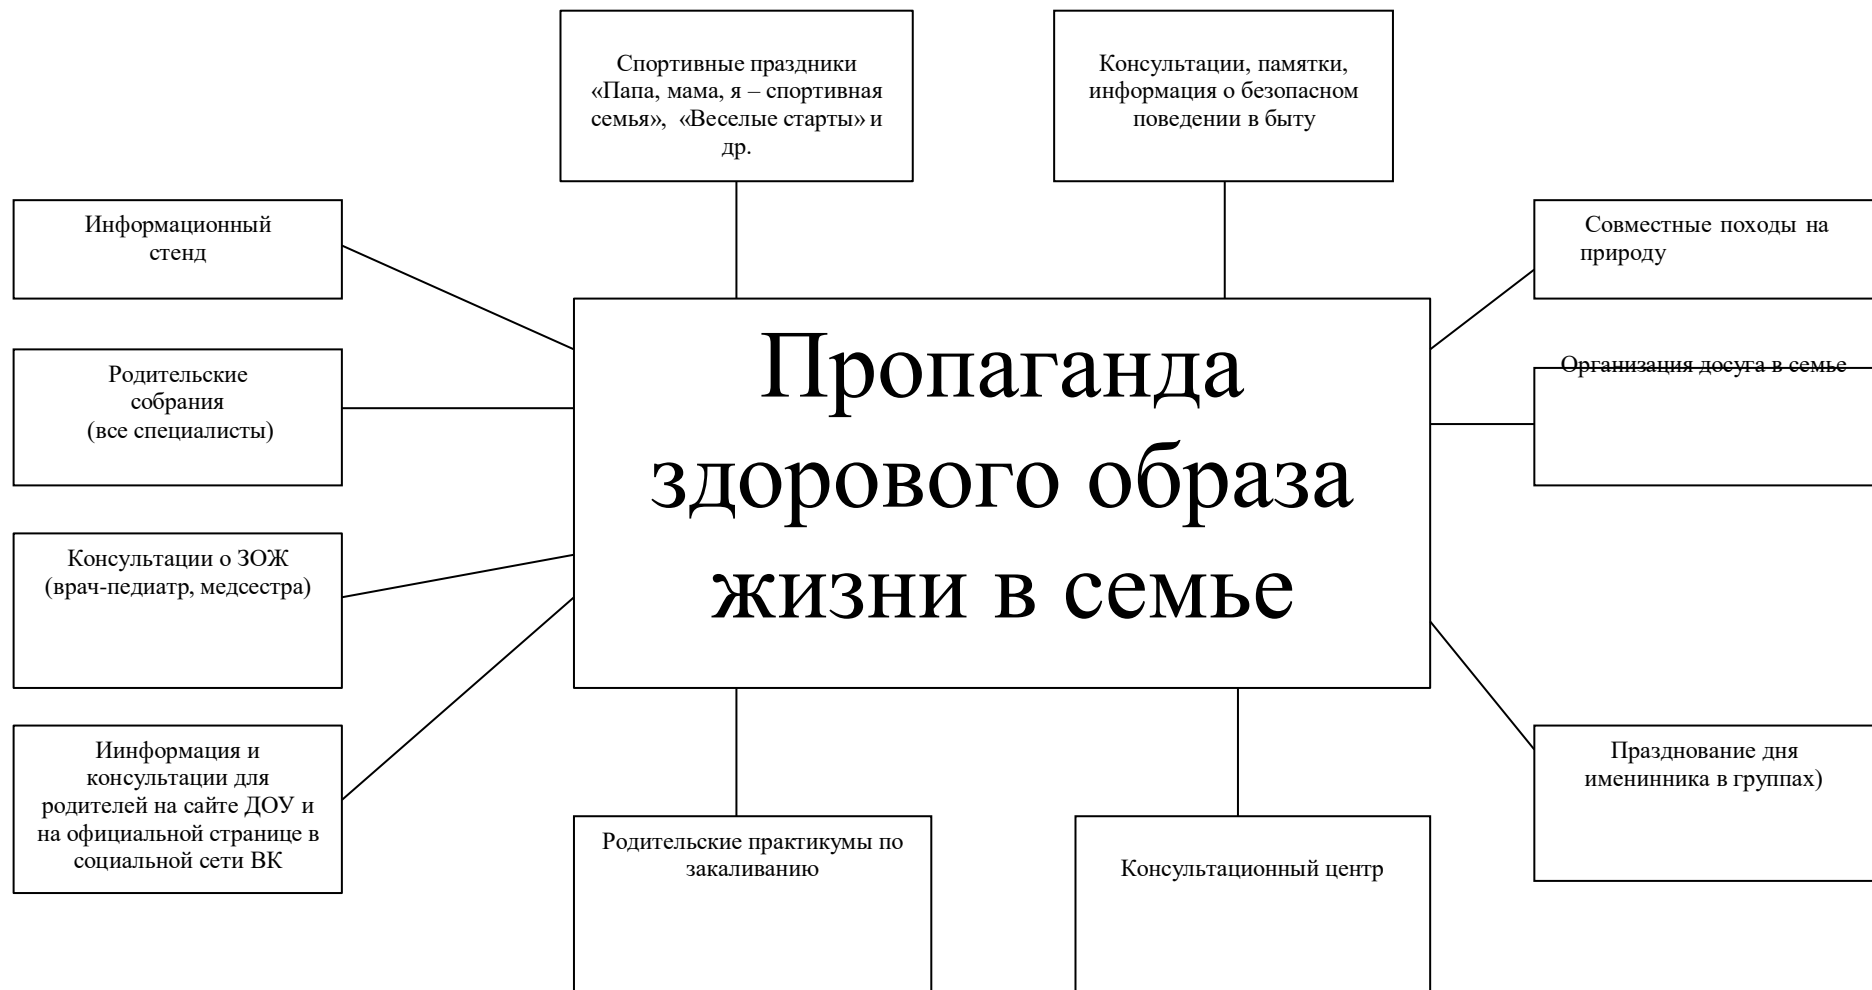 Спортивные праздники
«Папа, мама, я – спортивная
семья», «Веселые старты» и
др.
Консультации, памятки,
информация о безопасном
поведении в быту
Информационный
стенд
Совместные походы на
природу
Родительские
собрания
(все специалисты)
Пропаганда
здорового образа
жизни в семье
Организация досуга в семье
Консультации о ЗОЖ
(врач-педиатр, медсестра)
Иинформация и
консультации для
родителей на сайте ДОУ и
на официальной странице в
социальной сети ВК
Празднование дня
именинника в группах)
Родительские практикумы по
закаливанию
Консультационный центр